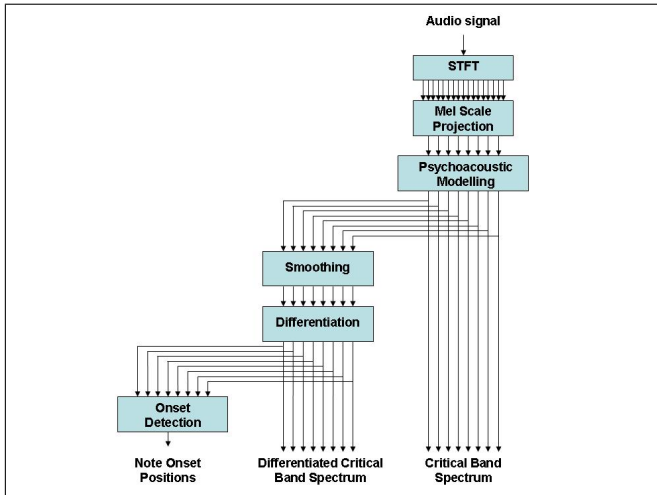 Audio signal
STFT
Mel Scale
Projection
Psychoacoustic
Modelling
Smoothing
Differentiation
Onset
Detection
Note Onset
Positions
Differentiated Critical
Band Spectrum
Critical Band
Spectrum